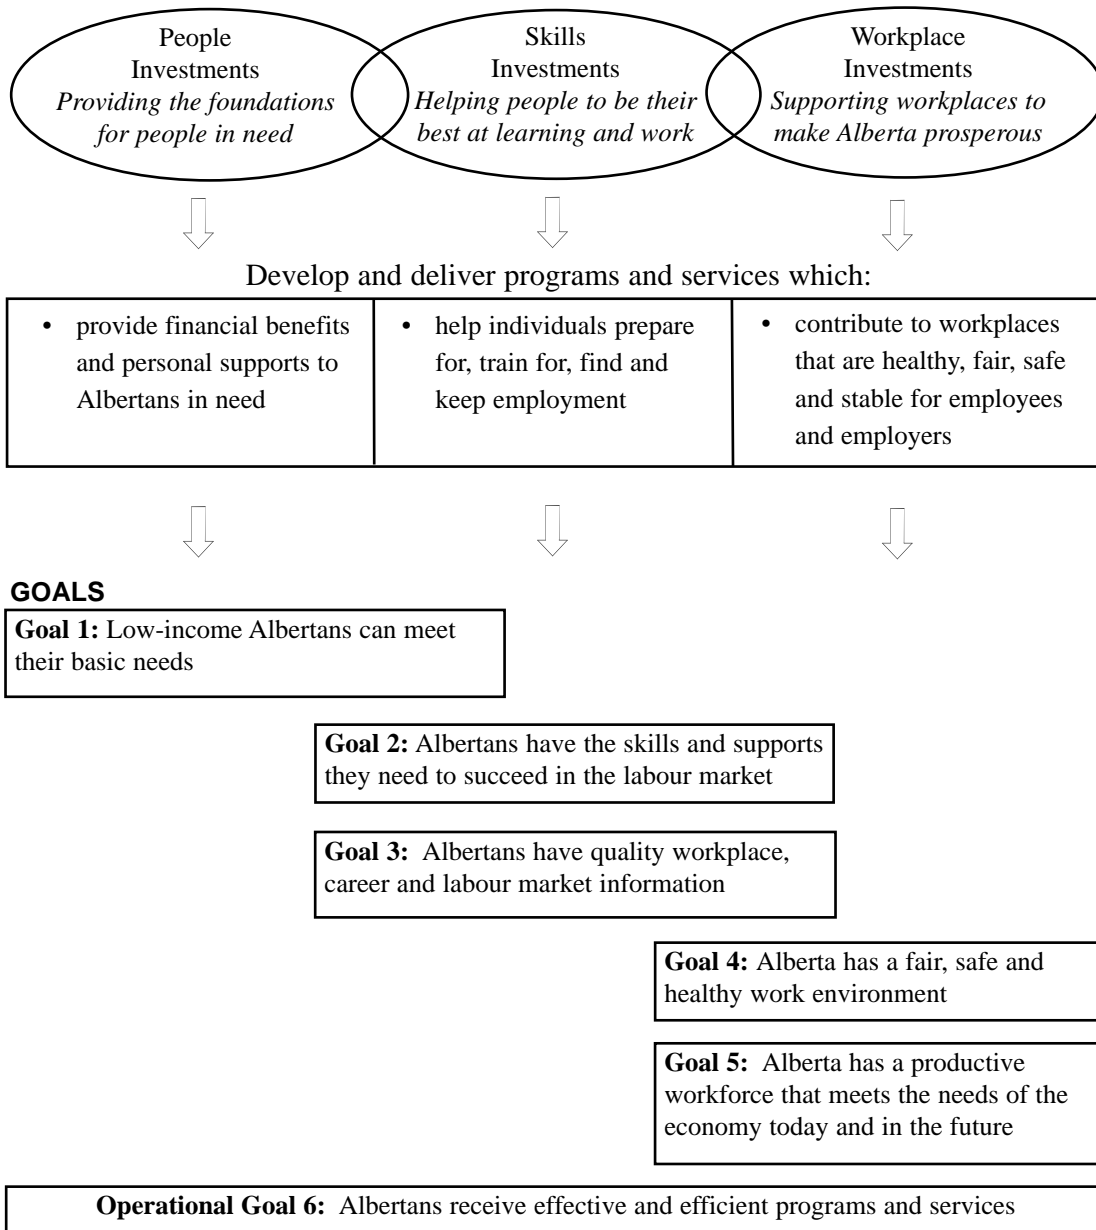 People
Investments
Providing the foundations
for people in need
Skills
Investments
Helping people to be their
best at learning and work
Workplace
Investments
Supporting workplaces to
make Alberta prosperous
Develop and deliver programs and services which:
• provide financial benefits
and personal supports to
Albertans in need
• help individuals prepare
for, train for, find and
keep employment
• contribute to workplaces
that are healthy, fair, safe
and stable for employees
and employers
GOALS
Goal 1: Low-income Albertans can meet
their basic needs
Goal 2: Albertans have the skills and supports
they need to succeed in the labour market
Goal 3: Albertans have quality workplace,
career and labour market information
Goal 4: Alberta has a fair, safe and
healthy work environment
Goal 5: Alberta has a productive
workforce that meets the needs of the
economy today and in the future
Operational Goal 6: Albertans receive effective and efficient programs and services